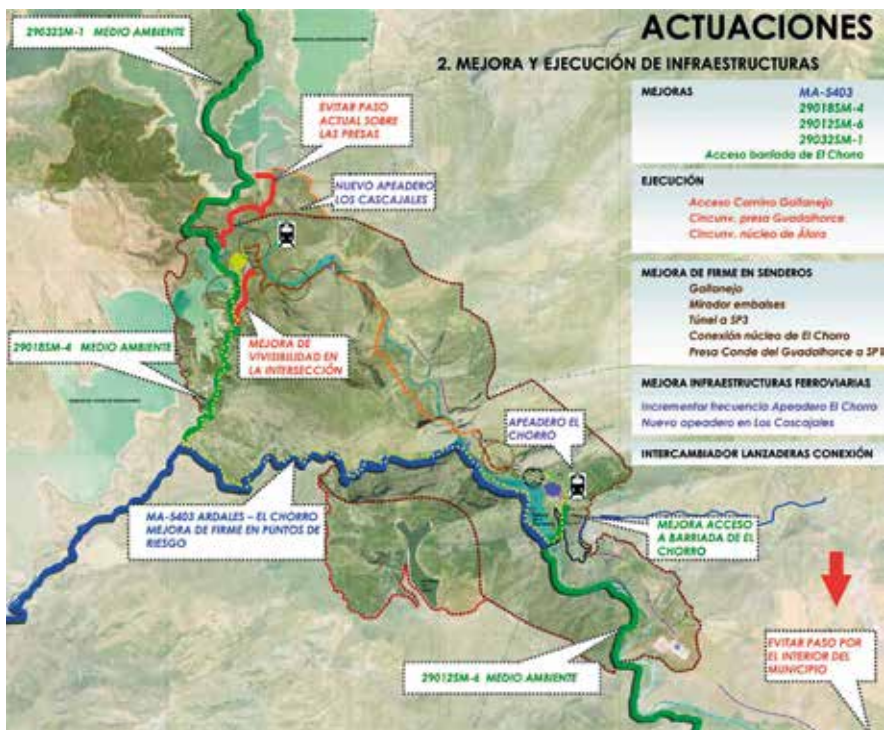 ACTUACIONES
2. MEJORA Y EJECUCIÓN DE INFRAESTRUCTURAS
MEJORAS
MA-5403
29018SM-4
29012SM-6
29032SM-1
Acceso barriada de El Chorro
EJECUCIÓN
Acceso Camino Gaitanejo
Circunv. presa Guadalhorce
Circunv. núcleo de Álora
MEJORA DE FIRME EN SENDEROS
Gaitanejo
Mirador embalses
Túnel a SP3
Conexión núcleo de El Chorro
Presa Conde del Guadalhorce a SP1
MEJORA INFRAESTRUCTURAS FERROVIARIAS
Incrementar frecuencia Apeadero El Chorro
Nuevo apeadero en Los Cascajales
INTERCAMBIADOR LANZADERAS CONEXIÓN
29032SM-1 MEDIO AMBIENTE
EVITAR PASO
ACTUAL SOBRE
LAS PRESAS
NUEVO APEADERO
LOS CASCAJALES
29018SM-4 MEDIO AMBIENTE
MEJORA DE
VIVISIBILIDAD EN
LA INTERSECCIÓN
APEADERO EL
CHORRO
MA-5403 ARDALES – EL CHORRO
MEJORA DE FIRME EN PUNTOS DE
RIESGO
MEJORA ACCESO
A BARRIADA DE EL
CHORRO
29012SM-6 MEDIO AMBIENTE
EVITAR PASO POR
EL INTERIOR DEL
MUNICIPIO